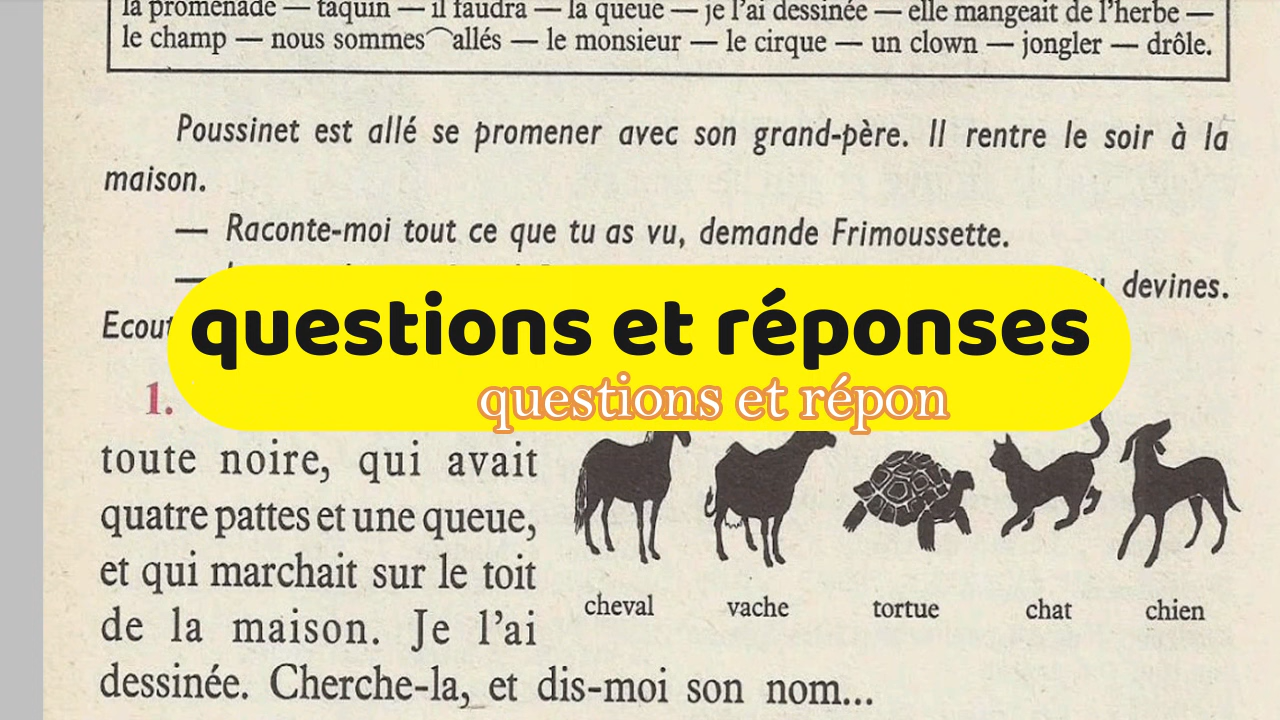 la promenade — taquin — il faudra — la queue — je l'ai dessinée — elle mangeait de l'herbe —
le champ — nous sommes‿allés — le monsieur — le cirque — un clown — jongler — drôle.
Poussinet est allé se promener avec son grand-père. Il rentre le soir à la
maison.
— Raconte-moi tout ce que tu as vu, demande Frimoussette.
— devines.
questions et réponses
questions et répon
1.
toute noire, qui avait
quatre pattes et une queue,
et qui marchait sur le toit
de la maison. Je l'ai
dessinée. Cherche-la, et dis-moi son nom...
cheval vache tortue chat chien